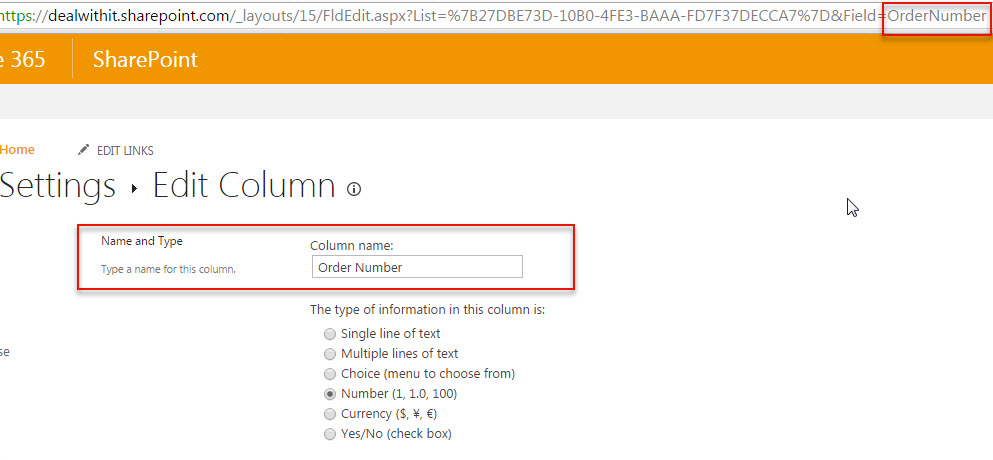 https://dealwithit.sharepoint.com/_layouts/15/FldEdit.aspx?List=%7B27DBE73D-10B0-4FE3-BAAA-FD7F37DECCA7%7D&Field=OrderNumber
e 365 SharePoint
Home EDIT LINKS
Settings ▸ Edit Column
Name and Type
Type a name for this column.
Column name:
Order Number
The type of information in this column is:
Single line of text
se
Multiple lines of text
Choice (menu to choose from)
Number (1, 1.0, 100)
Currency ($, ¥, €)
Yes/No (check box)